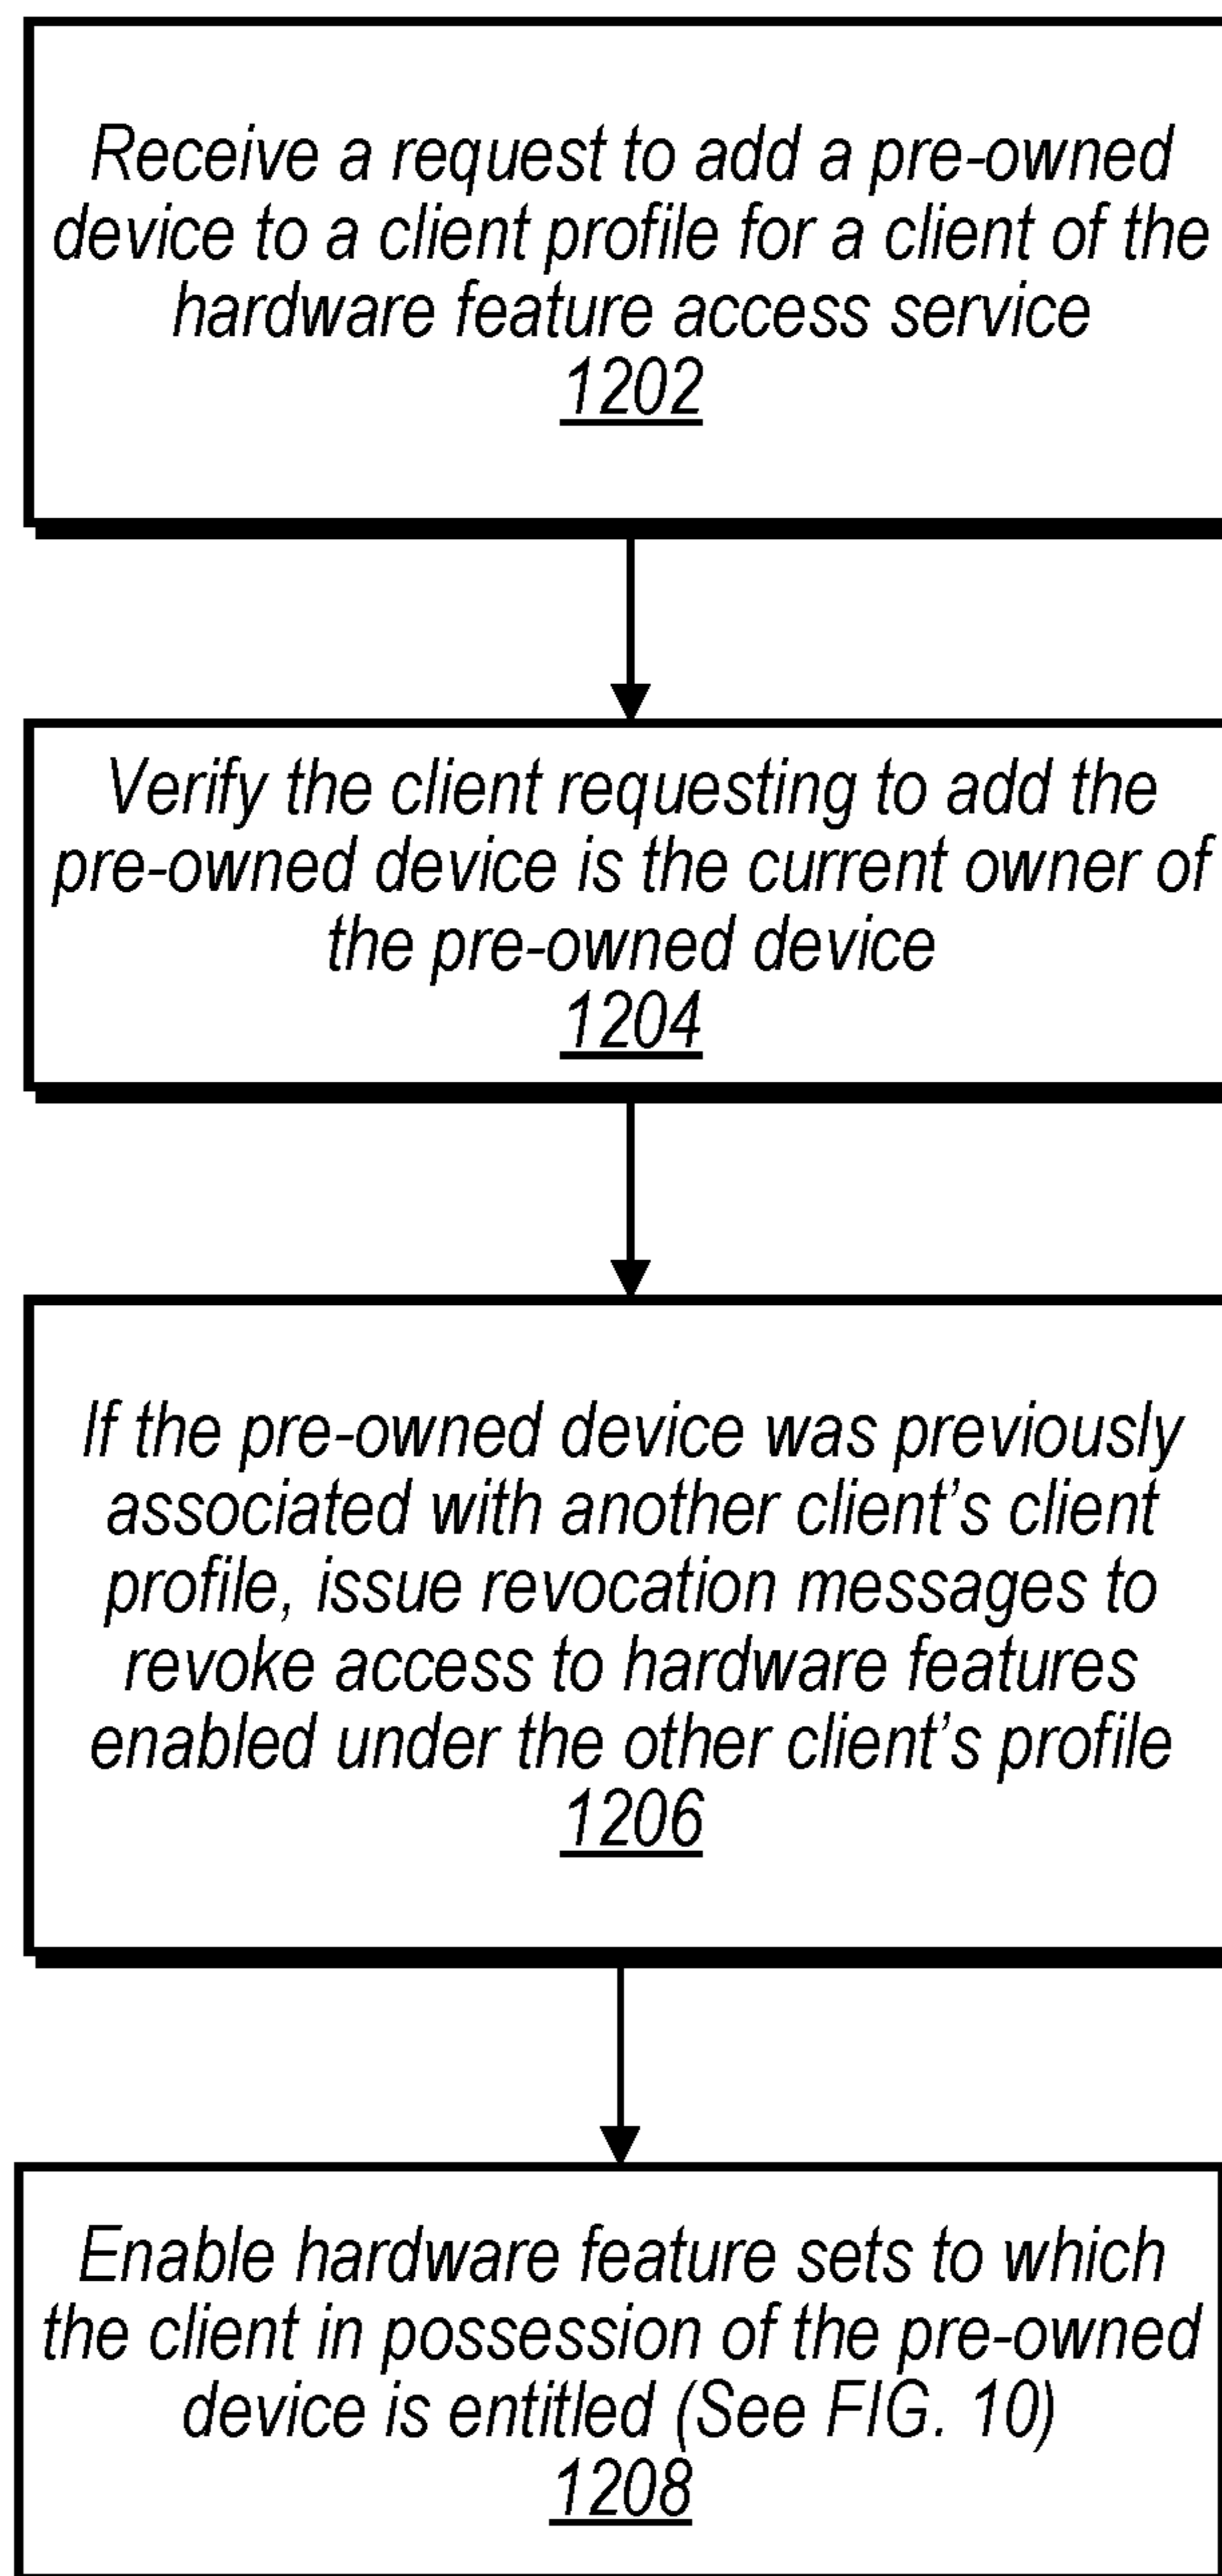 Receive a request to add a pre-owned
device to a client profile for a client of the
hardware feature access service
1202
Verify the client requesting to add the
pre-owned device is the current owner of
the pre-owned device
1204
If the pre-owned device was previously
associated with another client’s client
profile, issue revocation messages to
revoke access to hardware features
enabled under the other client’s profile
1206
Enable hardware feature sets to which
the client in possession of the pre-owned
device is entitled (See FIG. 10)
1208